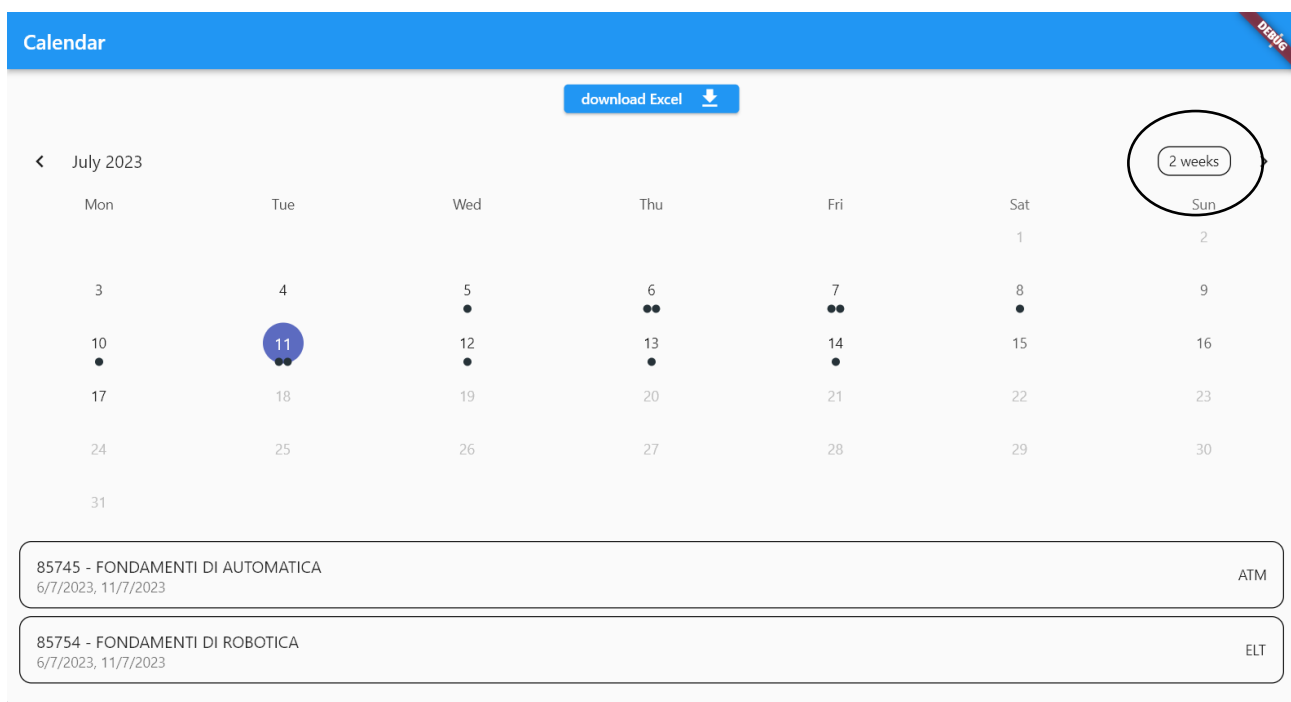 Calendar
DEBUG
download Excel
July 2023
2 weeks
Mon Tue Wed Thu Fri Sat Sun
1 2
3 4 5 6 7 8 9
10 11 12 13 14 15 16
17 18 19 20 21 22 23
24 25 26 27 28 29 30
31
85745 - FONDAMENTI DI AUTOMATICA
6/7/2023, 11/7/2023
ATM
85754 - FONDAMENTI DI ROBOTICA
6/7/2023, 11/7/2023
ELT